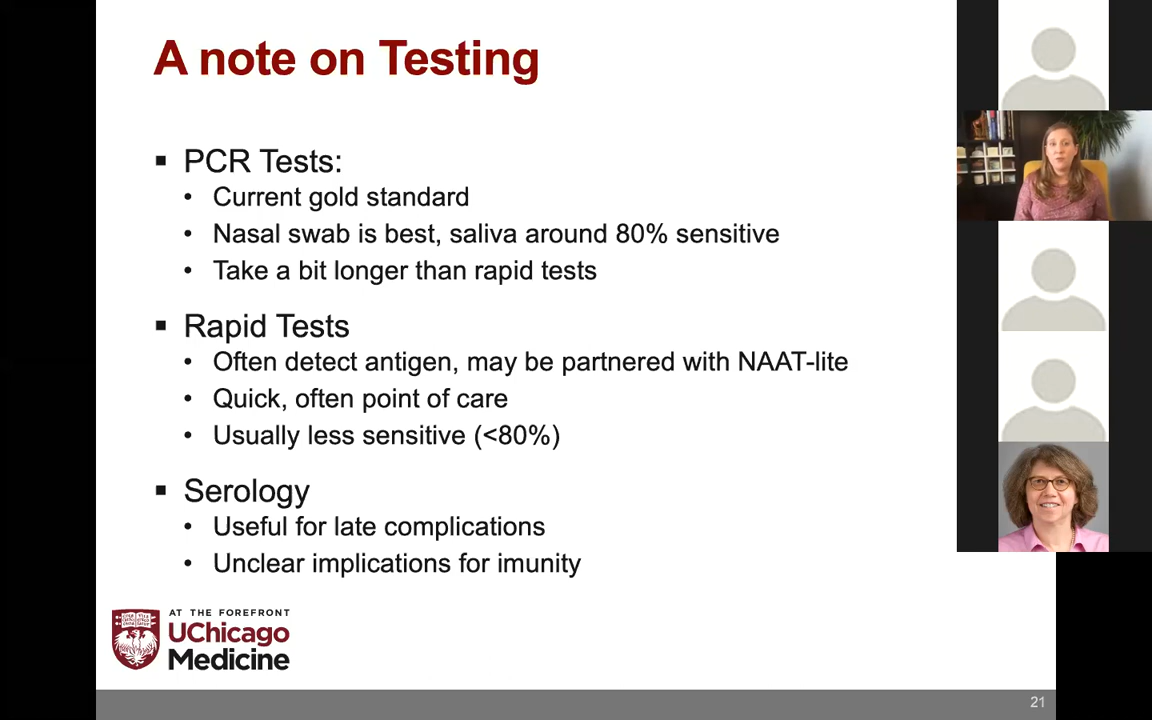 A note on Testing
▪ PCR Tests:
• Current gold standard
• Nasal swab is best, saliva around 80% sensitive
• Take a bit longer than rapid tests
▪ Rapid Tests
• Often detect antigen, may be partnered with NAAT-lite
• Quick, often point of care
• Usually less sensitive (<80%)
▪ Serology
• Useful for late complications
• Unclear implications for imunity
AT THE FOREFRONT
UChicago
Medicine
21